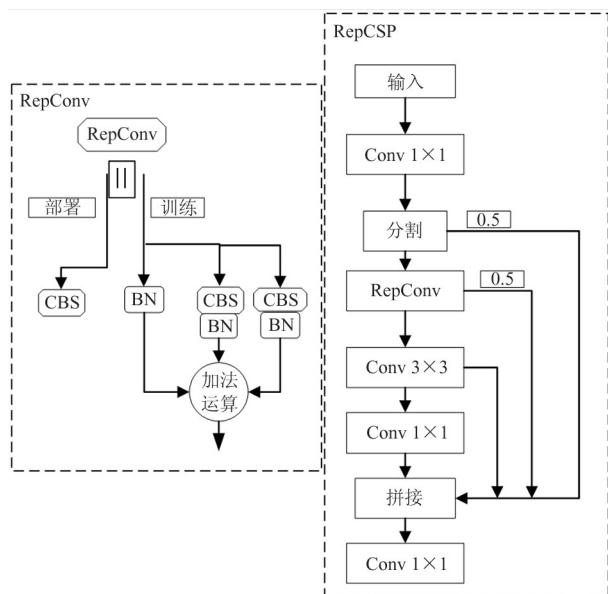 RepConv
RepConv
||
部署
训练
CBS
BN
CBS
BN
CBS
BN
加法
运算
RepCSP
输入
Conv 1×1
分割
0.5
RepConv
0.5
Conv 3×3
Conv 1×1
拼接
Conv 1×1